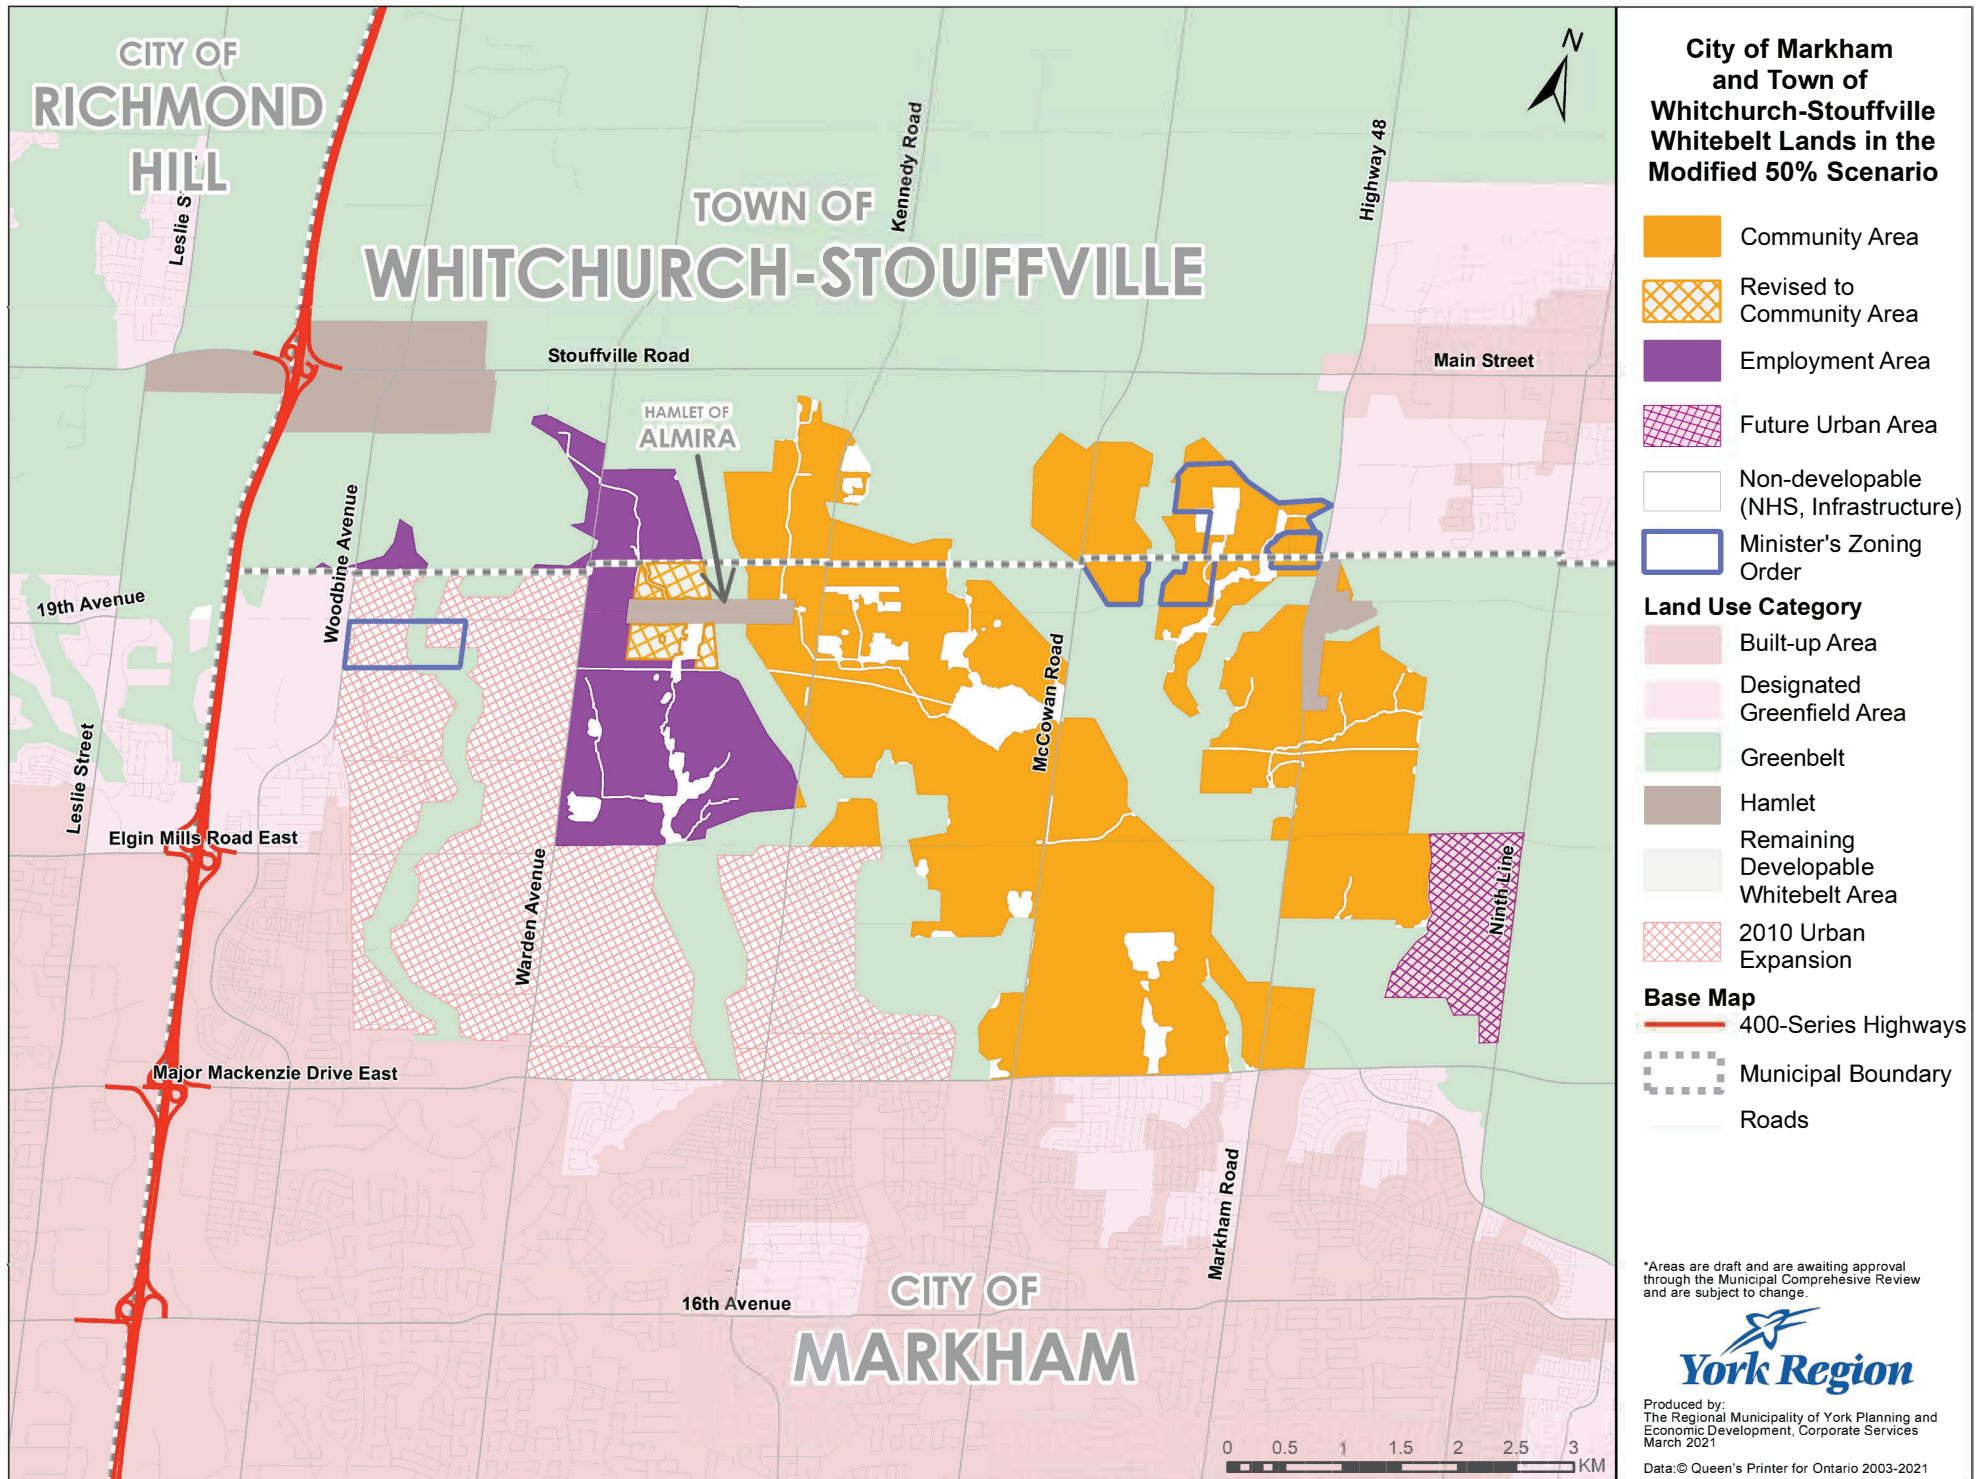 CITY OF
RICHMOND
HILL
Leslie S
TOWN OF
WHITCHURCH-STOUFFVILLE
Kennedy Road
Highway 48
N
Stouffville Road
Main Street
HAMLET OF
ALMIRA
Woodbine Avenue
19th Avenue
Leslie Street
McCowan Road
Elgin Mills Road East
Warden Avenue
Ninth Line
Major Mackenzie Drive East
Markham Road
16th Avenue
CITY OF
MARKHAM
0 0.5 1 1.5 2 2.5 3
KM
City of Markham
and Town of
Whitchurch-Stouffville
Whitebelt Lands in the
Modified 50% Scenario
Community Area
Revised to
Community Area
Employment Area
Future Urban Area
Non-developable
(NHS, Infrastructure)
Minister's Zoning
Order
Land Use Category
Built-up Area
Designated
Greenfield Area
Greenbelt
Hamlet
Remaining
Developable
Whitebelt Area
2010 Urban
Expansion
Base Map
400-Series Highways
Municipal Boundary
Roads
*Areas are draft and are awaiting approval
through the Municipal Comprehesive Review
and are subject to change.
York Region
Produced by:
The Regional Municipality of York Planning and
Economic Development, Corporate Services
March 2021
Data:© Queen's Printer for Ontario 2003-2021